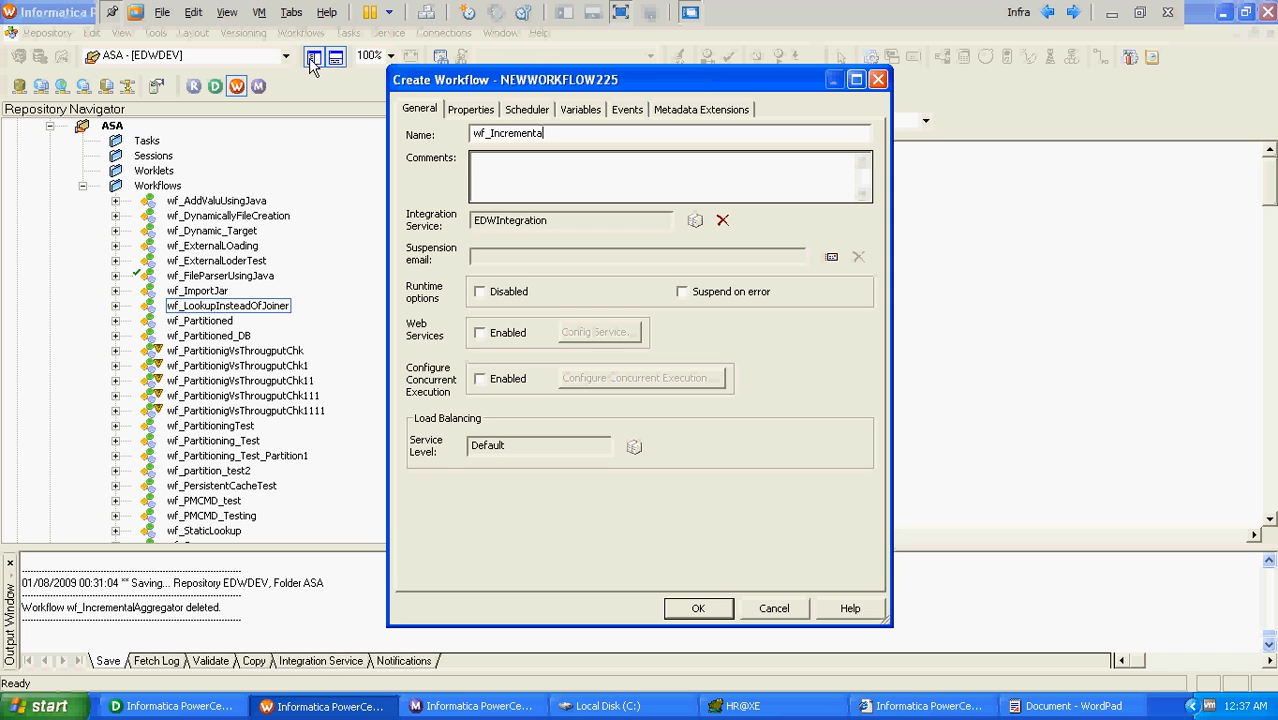 Informatica P
File Edit View VM Tabs Help
Infra
Repository Edit View Tools Layout Versioning Workflows Tasks Service Connections Window Help
ASA - [EDWDEV]
100%
R D W M
Repository Navigator
ASA
Tasks
Sessions
Worklets
Workflows
wf_AddValuUsingJava
wf_DynamicallyFileCreation
wf_Dynamic_Target
wf_ExternalLOading
wf_ExternalLoderTest
wf_FileParserUsingJava
wf_ImportJar
wf_LookupInsteadOfJoiner
wf_Partitioned
wf_Partitioned_DB
wf_PartitionigVsThrougputChk
wf_PartitionigVsThrougputChk1
wf_PartitionigVsThrougputChk11
wf_PartitionigVsThrougputChk111
wf_PartitionigVsThrougputChk1111
wf_PartitioningTest
wf_Partitioning_Test
wf_Partitioning_Test_Partition1
wf_partition_test2
wf_PersistentCacheTest
wf_PMCMD_test
wf_PMCMD_Testing
wf_StaticLookup
Create Workflow - NEWWORKFLOW225
General Properties Scheduler Variables Events Metadata Extensions
Name: wf_Incrementa
Comments:
Integration Service: EDWIntegration
Suspension email:
Runtime options
Disabled
Suspend on error
Web Services
Enabled
Config Service...
Configure Concurrent Execution
Enabled
Configure Concurrent Execution ...
Load Balancing
Service Level: Default
OK Cancel Help
01/08/2009 00:31:04 ** Saving... Repository EDWDEV, Folder ASA
Workflow wf_IncrementalAggregator deleted.
Output Window
Save Fetch Log Validate Copy Integration Service Notifications
Ready
start
Informatica PowerCe...
Informatica PowerCe...
Informatica PowerCe...
Local Disk (C:)
HR@XE
Informatica PowerCe...
Document - WordPad
12:37 AM